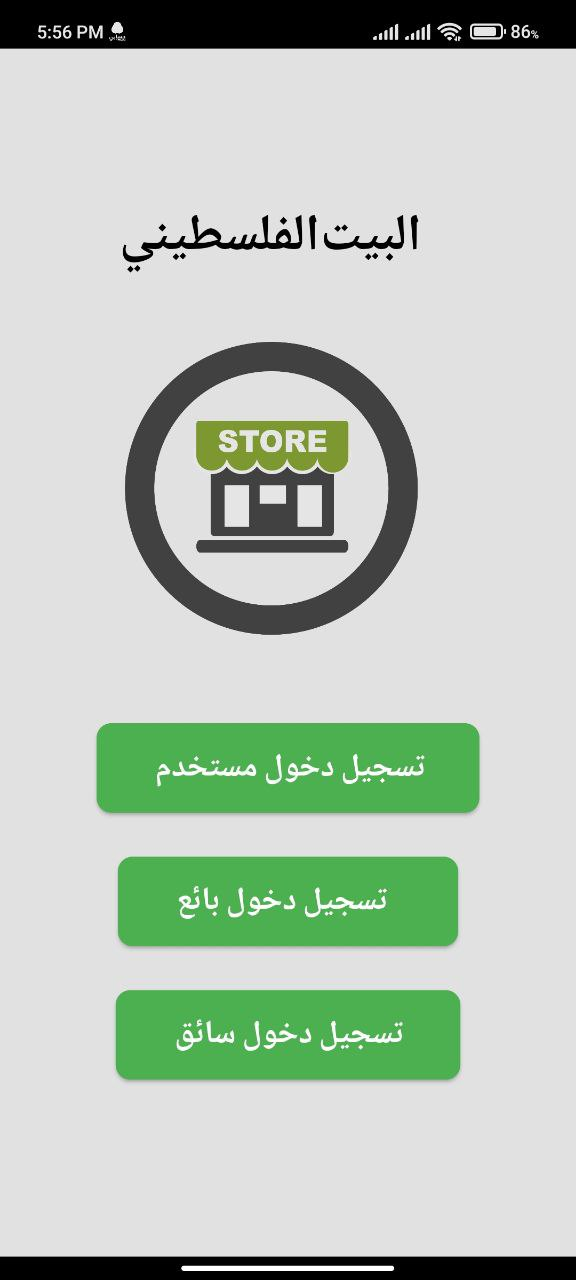 5:56 PM
86%
البيت الفلسطيني
STORE
تسجيل دخول مستخدم
تسجيل دخول بائع
تسجيل دخول سائق